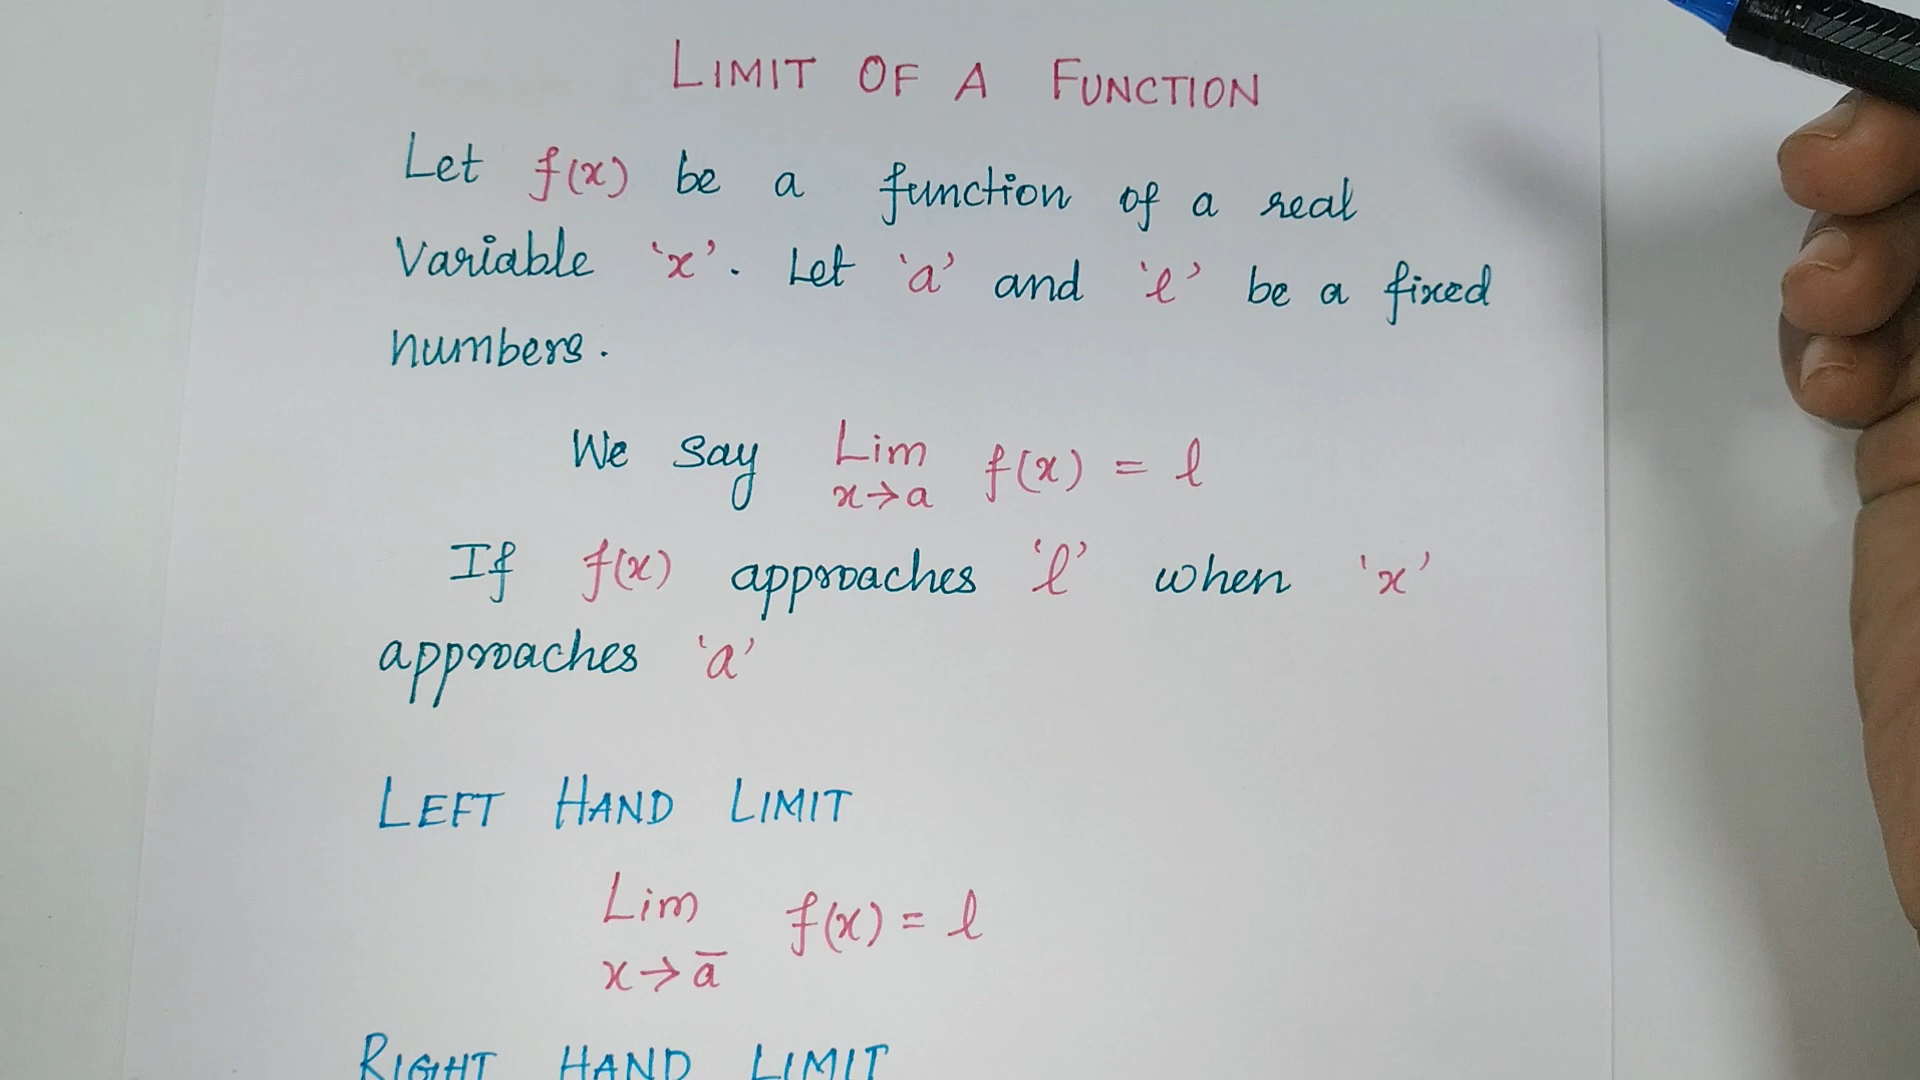 LIMIT OF A FUNCTION
Let f(x) be a function of a real
Variable 'x'. Let 'a' and 'l' be a fixed
numbers.
We Say Lim f(x) = l
x→a
If f(x) approaches 'l' when 'x'
approaches 'a'
LEFT HAND LIMIT
Lim f(x) = l
x→a̅
RIGHT HAND LIMIT